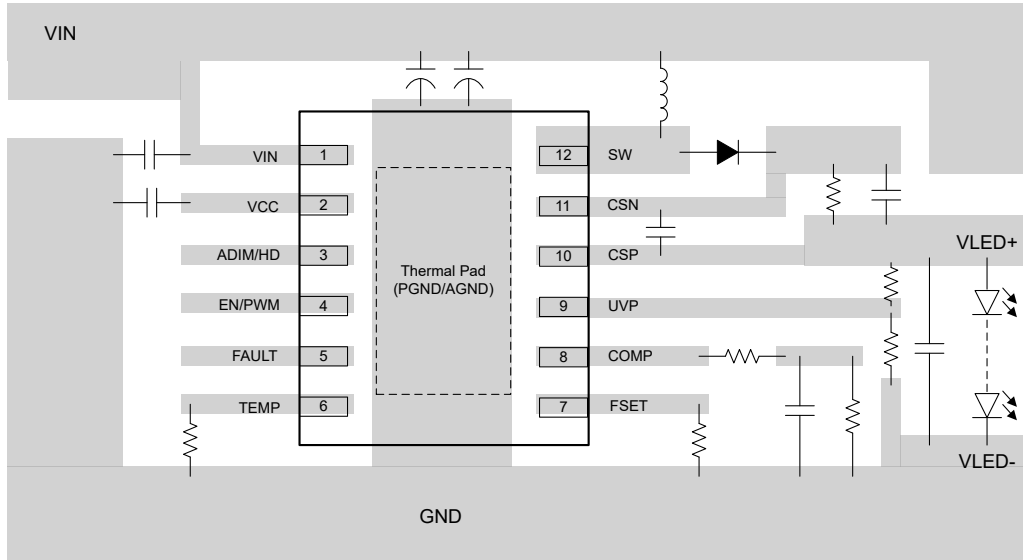 VIN
VIN 1
VCC 2
ADIM/HD 3
EN/PWM 4
FAULT 5
TEMP 6
Thermal Pad
(PGND/AGND)
12 SW
11 CSN
10 CSP
9 UVP
8 COMP
7 FSET
VLED+
VLED-
GND